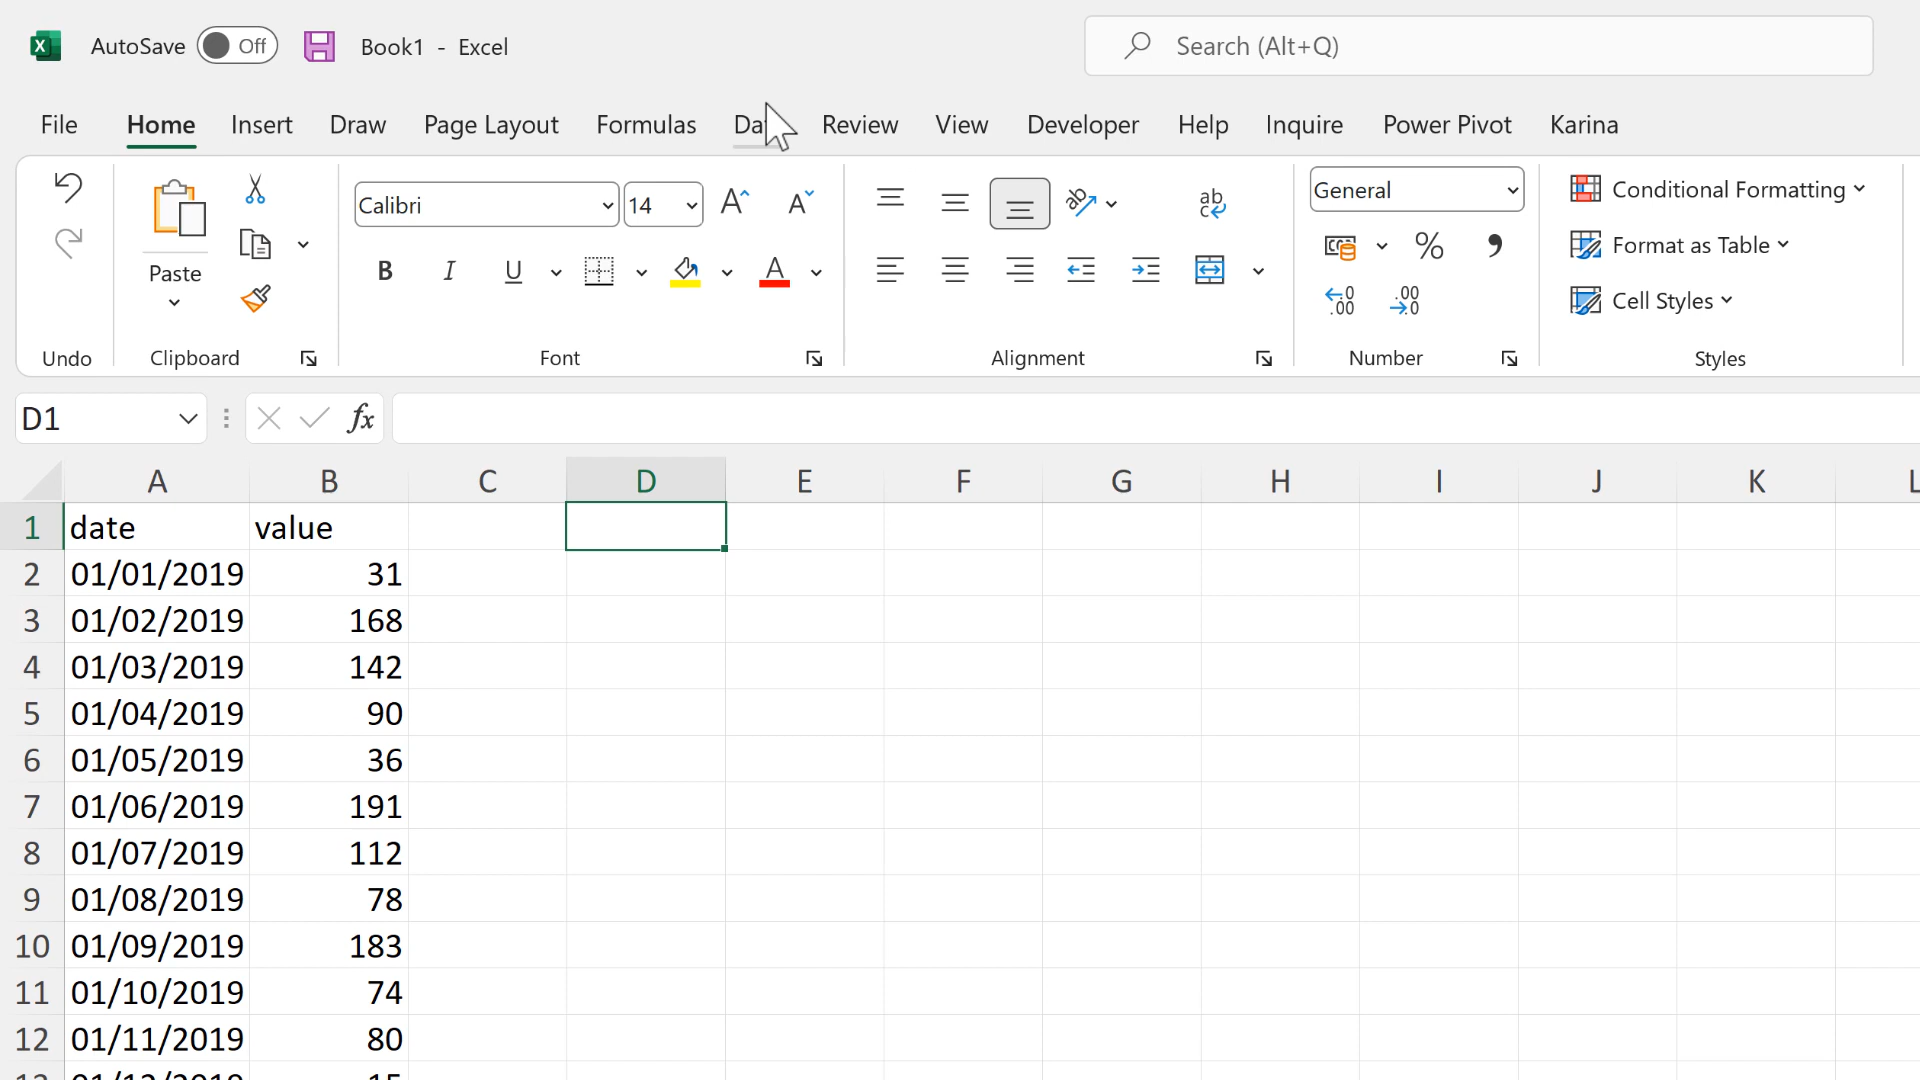 AutoSave Off Book1 - Excel Search (Alt+Q)
File Home Insert Draw Page Layout Formulas Review View Developer Help Inquire Power Pivot Karina
Paste
Calibri 14
General
Conditional Formatting
Format as Table
Cell Styles
Undo Clipboard Font Alignment Number Styles
D1 fx
A B C D E F G H I J K L
1 date value
2 01/01/2019 31
3 01/02/2019 168
4 01/03/2019 142
5 01/04/2019 90
6 01/05/2019 36
7 01/06/2019 191
8 01/07/2019 112
9 01/08/2019 78
10 01/09/2019 183
11 01/10/2019 74
12 01/11/2019 80